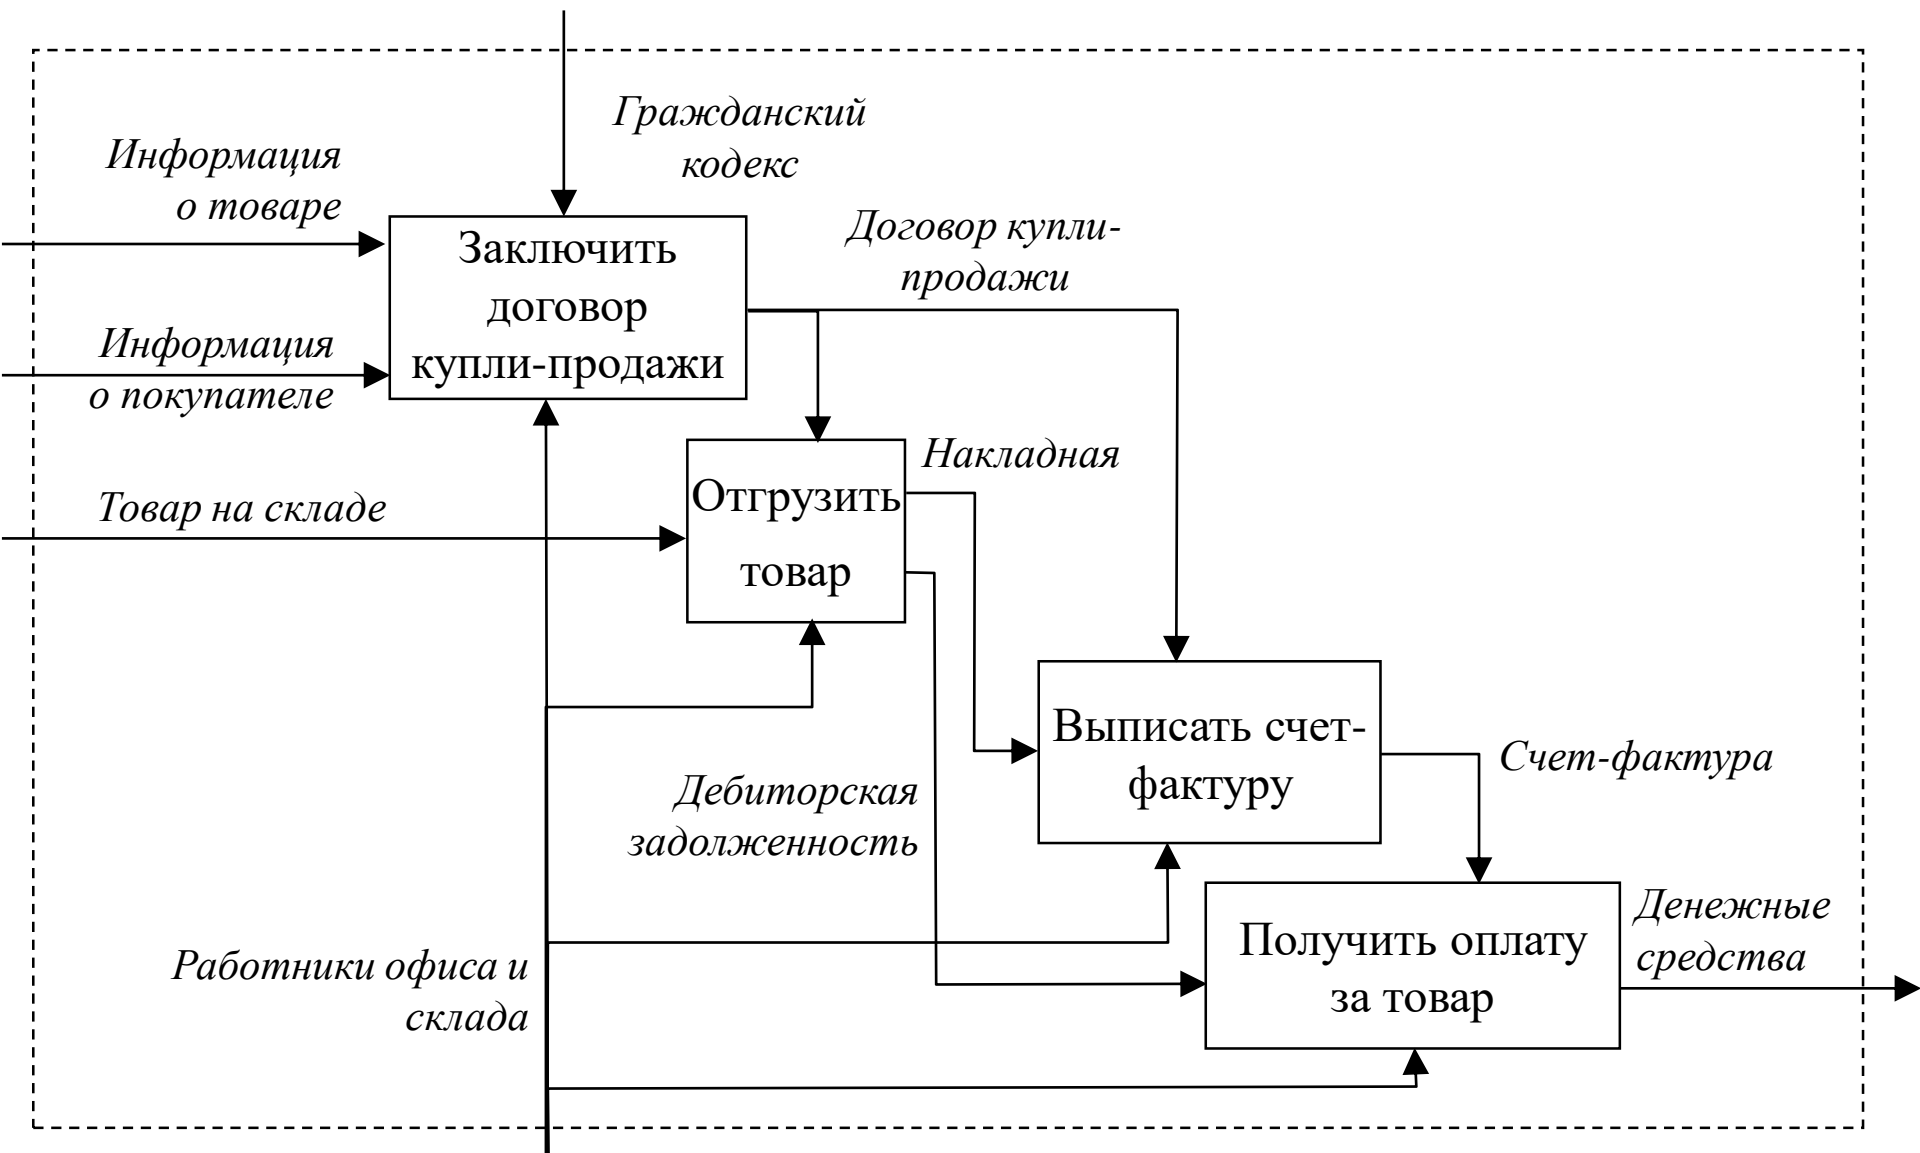 Гражданский
кодекс
Информация
о товаре
Заключить
договор
купли-продажи
Договор купли-
продажи
Информация
о покупателе
Накладная
Товар на складе
Отгрузить
товар
Выписать счет-
фактуру
Счет-фактура
Дебиторская
задолженность
Работники офиса и
склада
Получить оплату
за товар
Денежные
средства